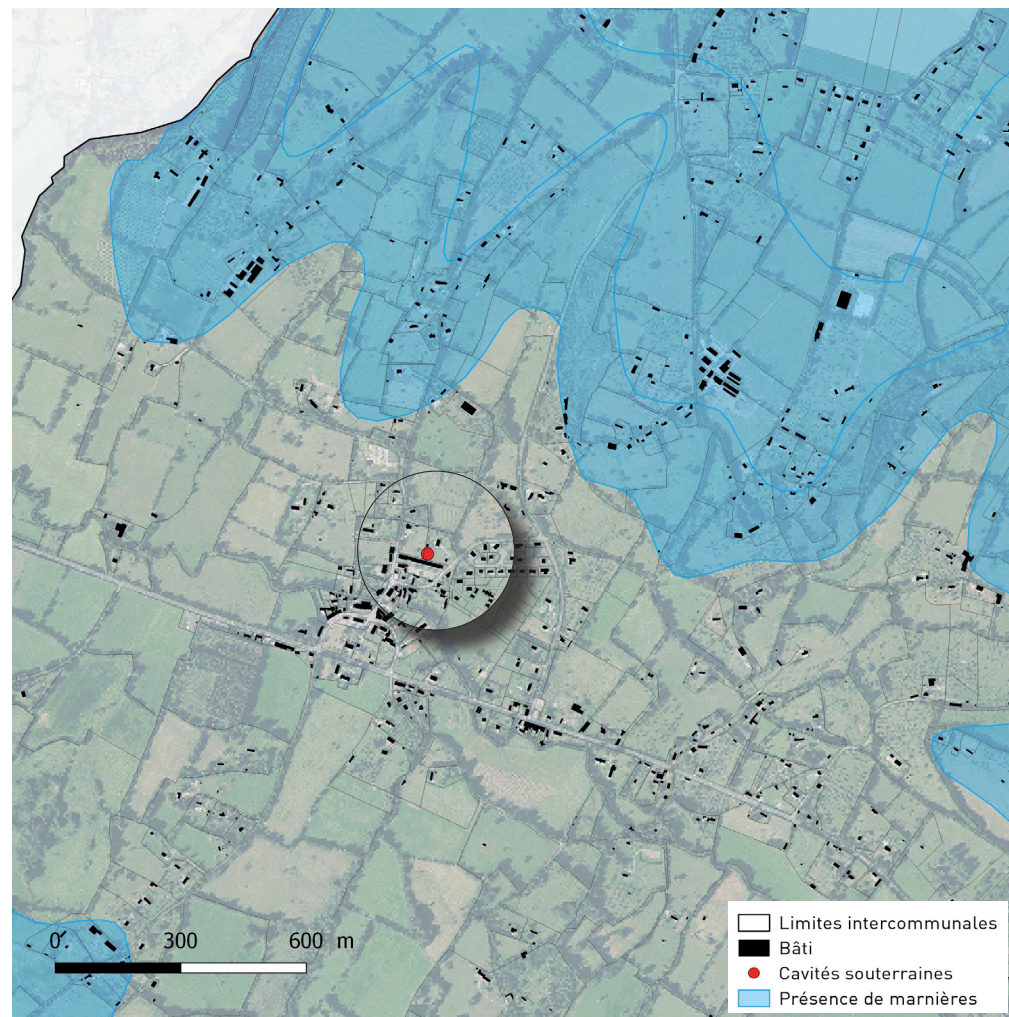 0 300 600 m
Limites intercommunales
Bâti
Cavités souterraines
Présence de marnières